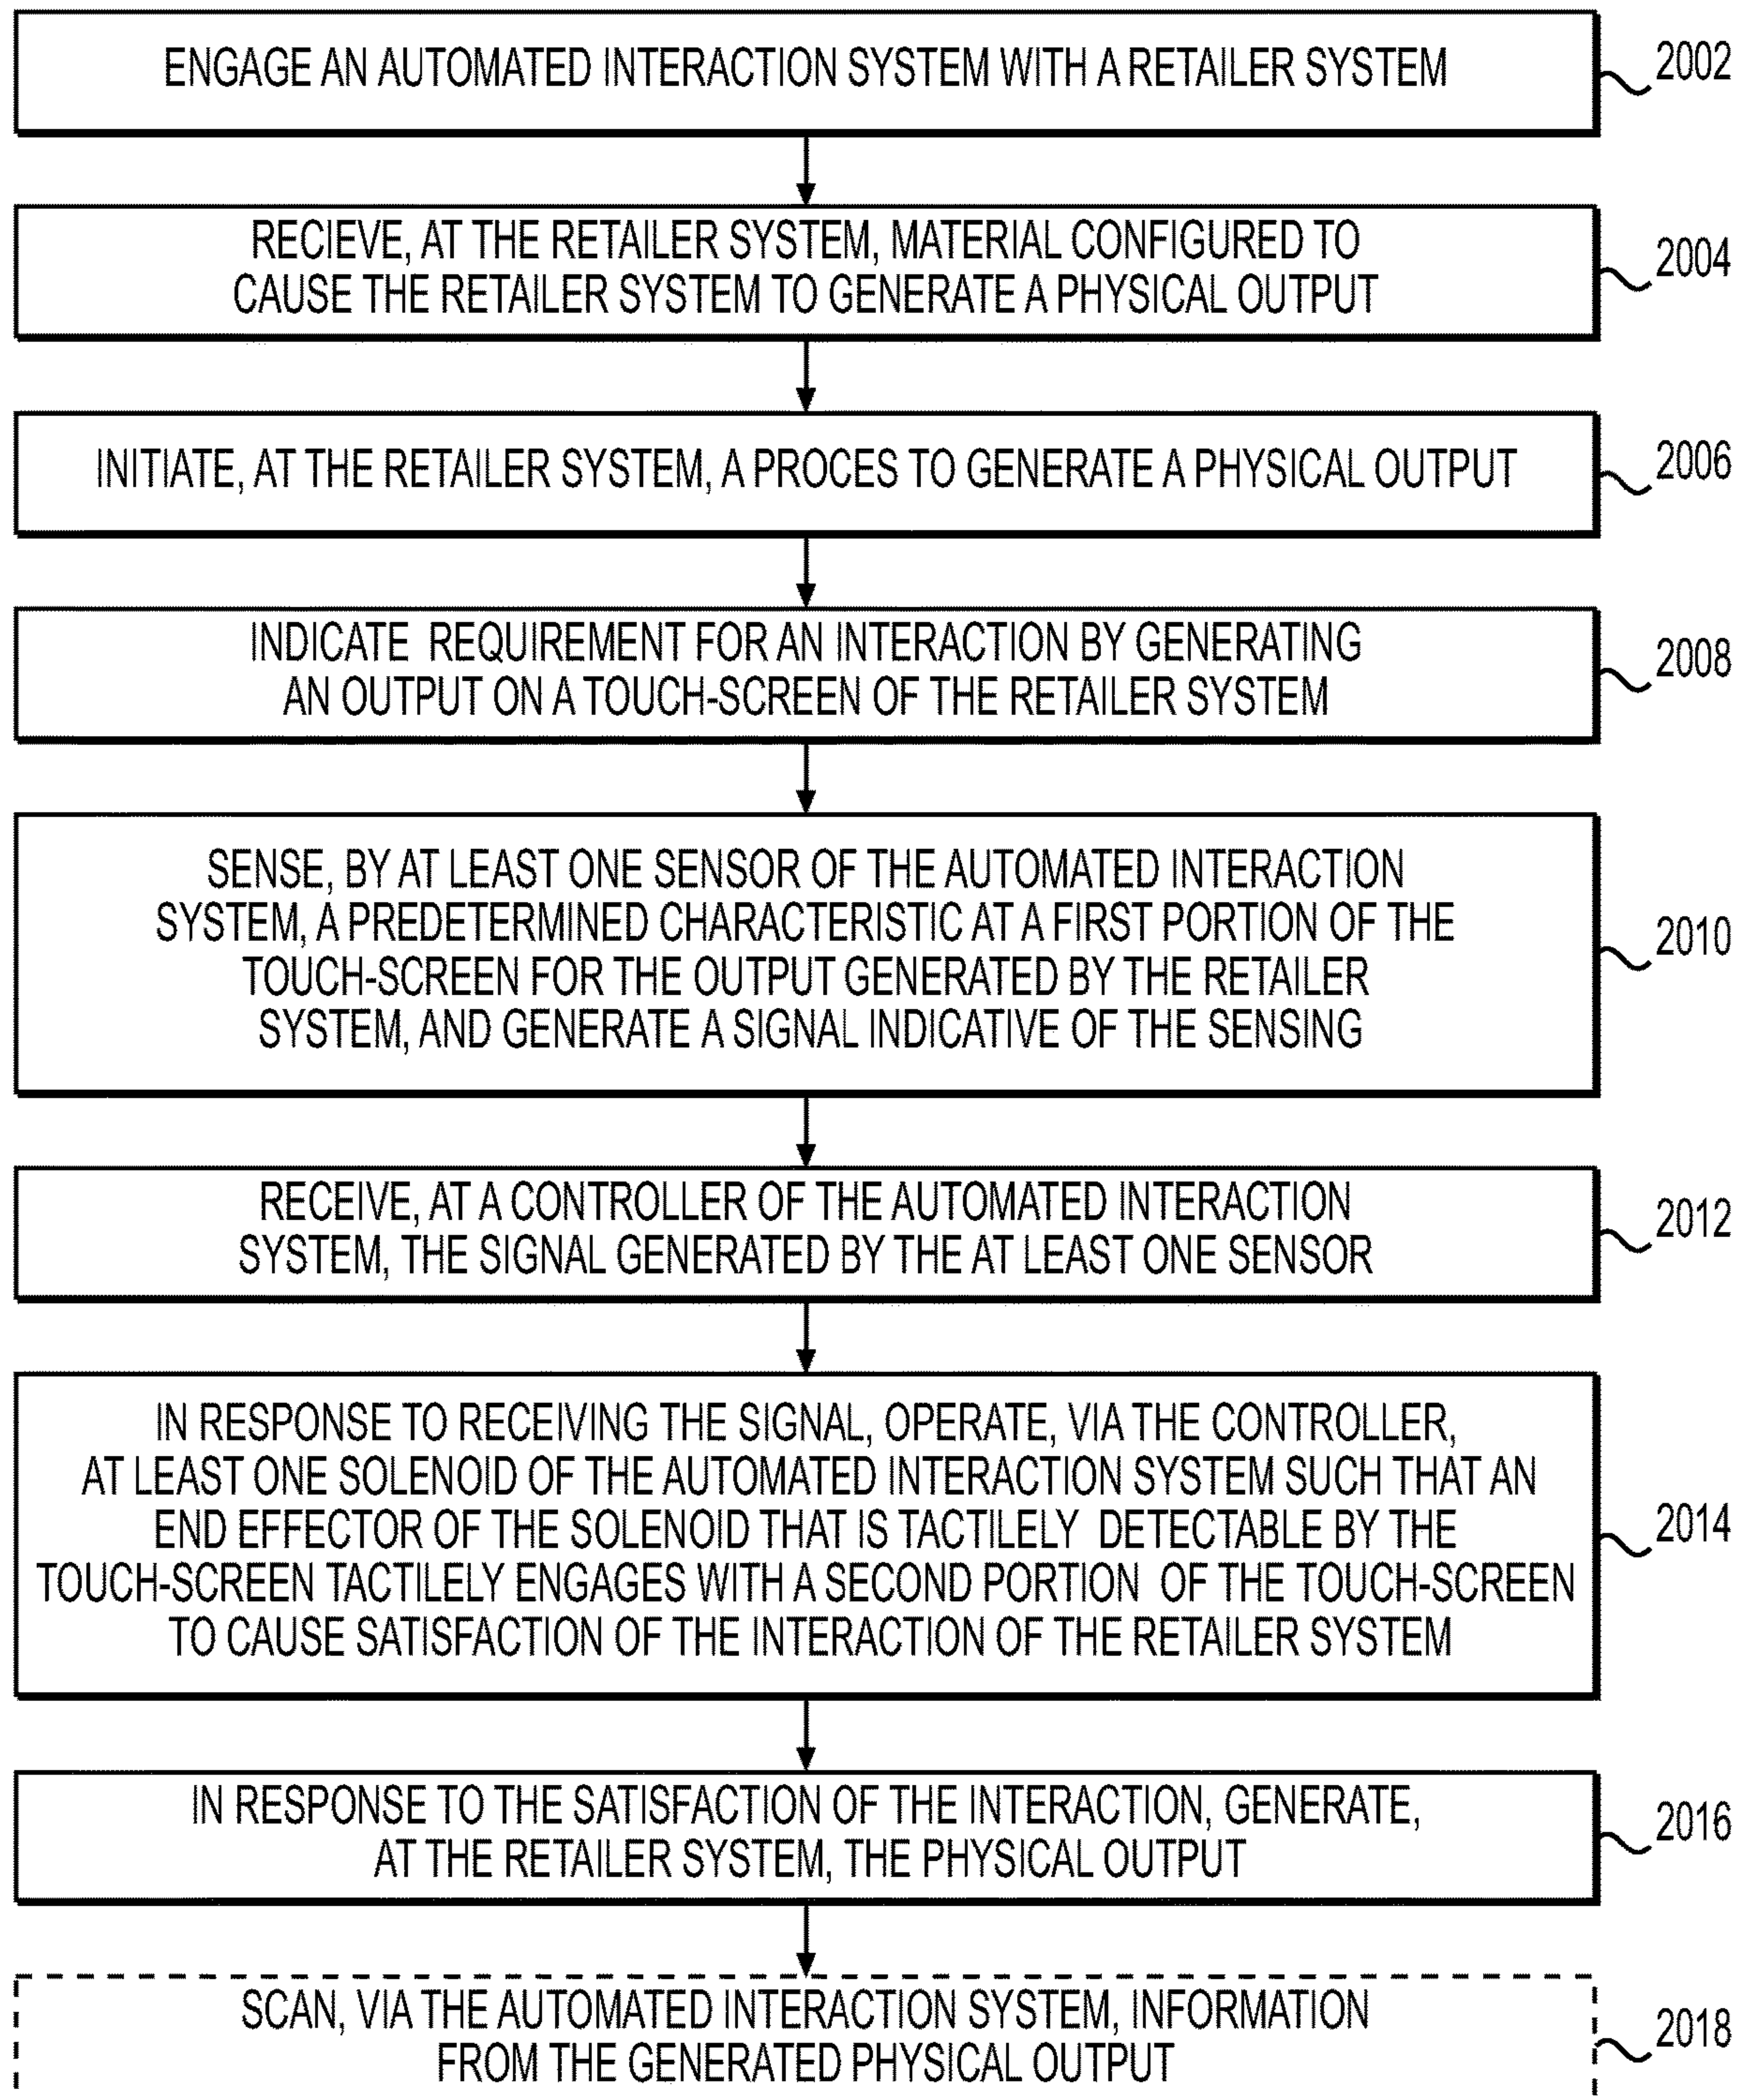 ENGAGE AN AUTOMATED INTERACTION SYSTEM WITH A RETAILER SYSTEM
2002
RECIEVE, AT THE RETAILER SYSTEM, MATERIAL CONFIGURED TO
CAUSE THE RETAILER SYSTEM TO GENERATE A PHYSICAL OUTPUT
2004
INITIATE, AT THE RETAILER SYSTEM, A PROCES TO GENERATE A PHYSICAL OUTPUT
2006
INDICATE REQUIREMENT FOR AN INTERACTION BY GENERATING
AN OUTPUT ON A TOUCH-SCREEN OF THE RETAILER SYSTEM
2008
SENSE, BY AT LEAST ONE SENSOR OF THE AUTOMATED INTERACTION
SYSTEM, A PREDETERMINED CHARACTERISTIC AT A FIRST PORTION OF THE
TOUCH-SCREEN FOR THE OUTPUT GENERATED BY THE RETAILER
SYSTEM, AND GENERATE A SIGNAL INDICATIVE OF THE SENSING
2010
RECEIVE, AT A CONTROLLER OF THE AUTOMATED INTERACTION
SYSTEM, THE SIGNAL GENERATED BY THE AT LEAST ONE SENSOR
2012
IN RESPONSE TO RECEIVING THE SIGNAL, OPERATE, VIA THE CONTROLLER,
AT LEAST ONE SOLENOID OF THE AUTOMATED INTERACTION SYSTEM SUCH THAT AN
END EFFECTOR OF THE SOLENOID THAT IS TACTILELY DETECTABLE BY THE
TOUCH-SCREEN TACTILELY ENGAGES WITH A SECOND PORTION OF THE TOUCH-SCREEN
TO CAUSE SATISFACTION OF THE INTERACTION OF THE RETAILER SYSTEM
2014
IN RESPONSE TO THE SATISFACTION OF THE INTERACTION, GENERATE,
AT THE RETAILER SYSTEM, THE PHYSICAL OUTPUT
2016
SCAN, VIA THE AUTOMATED INTERACTION SYSTEM, INFORMATION
FROM THE GENERATED PHYSICAL OUTPUT
2018